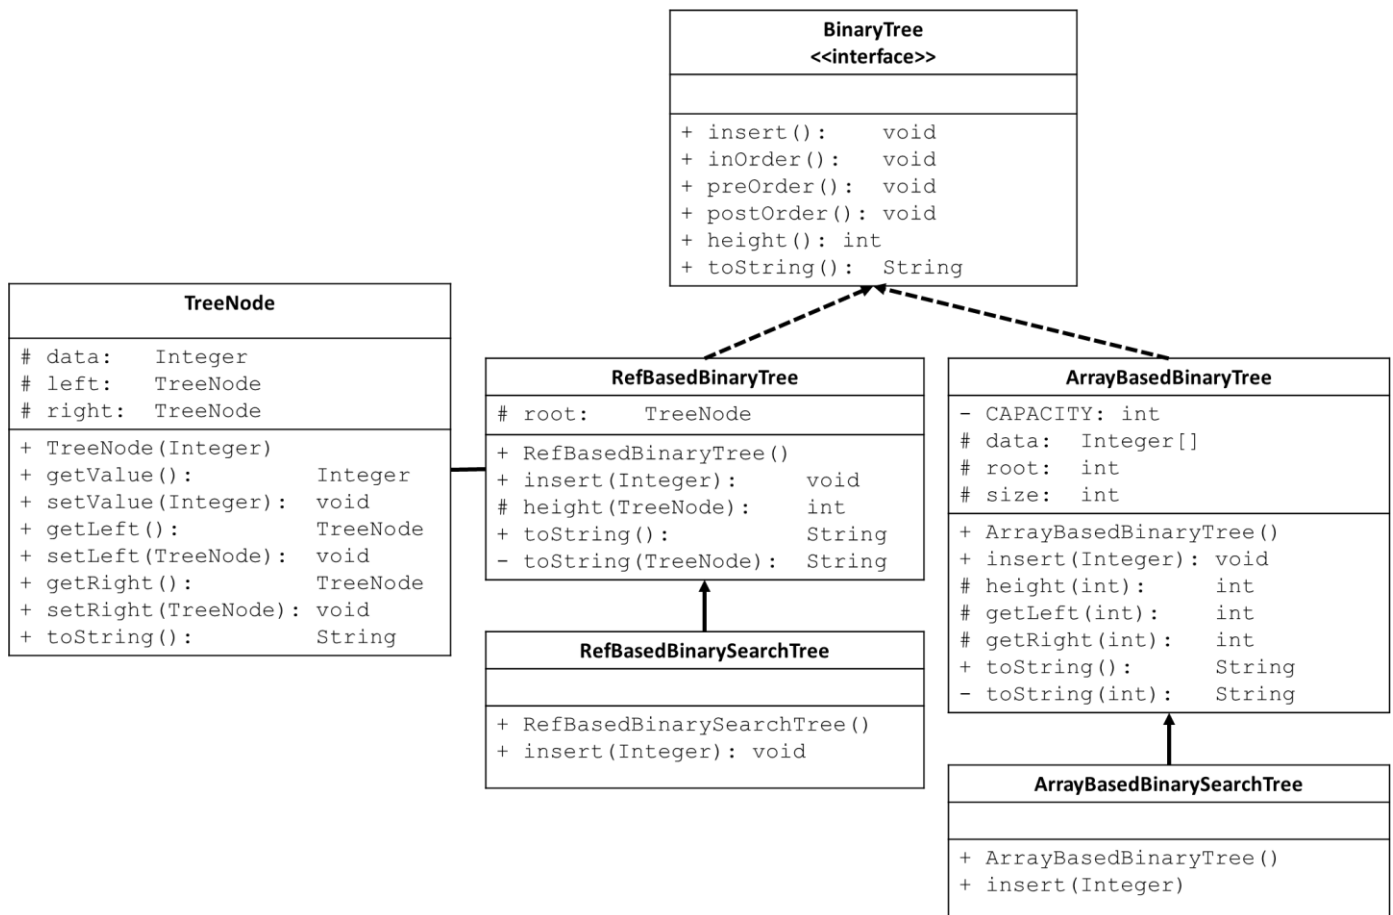 BinaryTree
<<interface>>
+ insert(): void
+ inOrder(): void
+ preOrder(): void
+ postOrder(): void
+ height(): int
+ toString(): String
TreeNode
# data: Integer
# left: TreeNode
# right: TreeNode
+ TreeNode(Integer)
+ getValue(): Integer
+ setValue(Integer): void
+ getLeft(): TreeNode
+ setLeft(TreeNode): void
+ getRight(): TreeNode
+ setRight(TreeNode): void
+ toString(): String
RefBasedBinaryTree
# root: TreeNode
+ RefBasedBinaryTree()
+ insert(Integer): void
# height(TreeNode): int
+ toString(): String
- toString(TreeNode): String
ArrayBasedBinaryTree
- CAPACITY: int
# data: Integer[]
# root: int
# size: int
+ ArrayBasedBinaryTree()
+ insert(Integer): void
# height(int): int
# getLeft(int): int
# getRight(int): int
+ toString(): String
- toString(int): String
RefBasedBinarySearchTree
+ RefBasedBinarySearchTree()
+ insert(Integer): void
ArrayBasedBinarySearchTree
+ ArrayBasedBinaryTree()
+ insert(Integer)